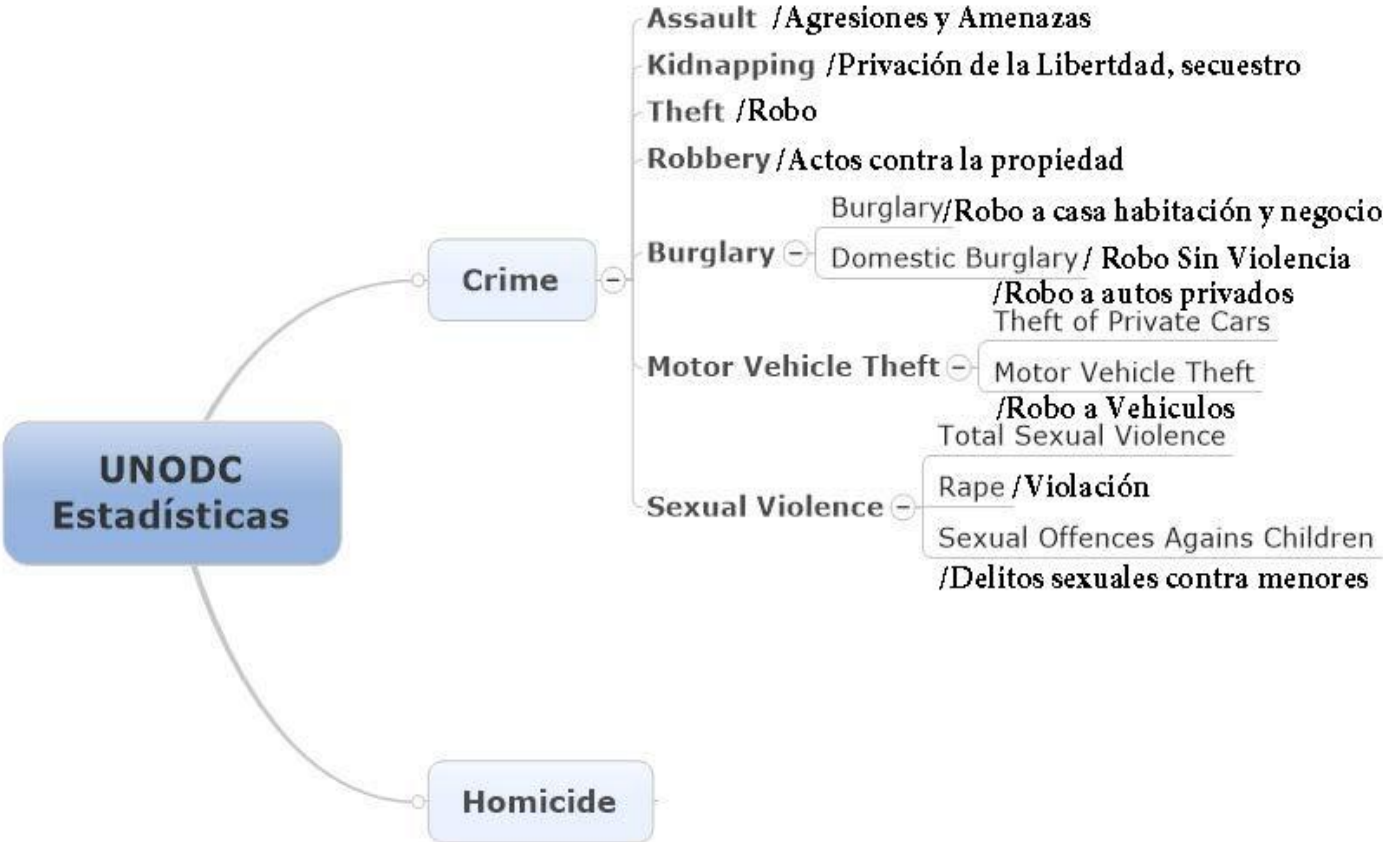 Assault /Agresiones y Amenazas
Kidnapping /Privación de la Libertdad, secuestro
Theft /Robo
Robbery /Actos contra la propiedad
Burglary/Robo a casa habitación y negocio
Burglary
Domestic Burglary / Robo Sin Violencia
Crime
/Robo a autos privados
Theft of Private Cars
Motor Vehicle Theft
Motor Vehicle Theft
/Robo a Vehiculos
Total Sexual Violence
Rape /Violación
Sexual Violence
Sexual Offences Agains Children
/Delitos sexuales contra menores
UNODC
Estadísticas
Homicide